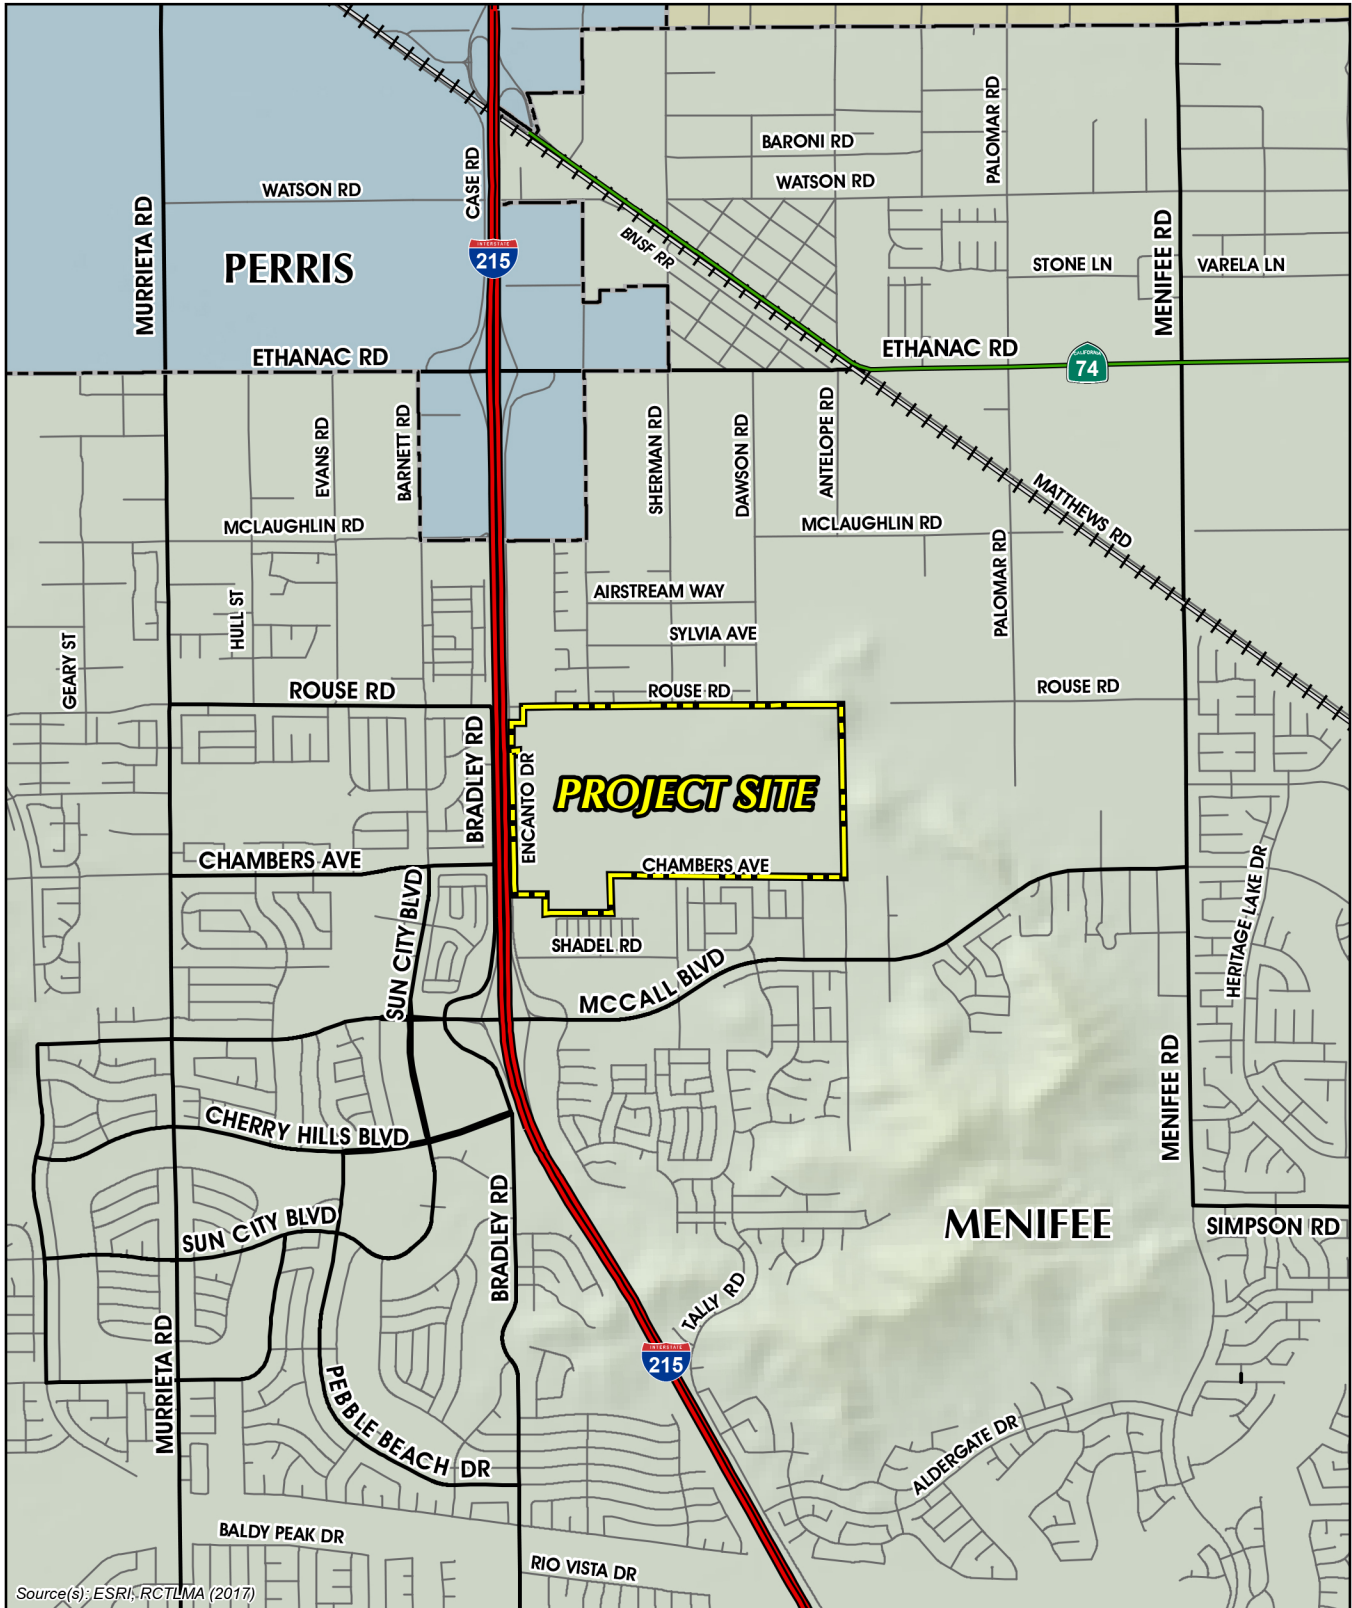 PALOMAR RD
BARONI RD
CASE RD
WATSON RD
WATSON RD
MURRIETA RD
MENIFEE RD
BNSF RR
PERRIS
INTERSTATE
215
STONE LN
VARELA LN
ETHANAC RD
ETHANAC RD
CALIFORNIA
74
EVANS RD
BARNETT RD
SHERMAN RD
DAWSON RD
ANTELOPE RD
MATTHEWS RD
MCLAUGHLIN RD
MCLAUGHLIN RD
PALOMAR RD
HULL ST
AIRSTREAM WAY
GEARY ST
SYLVIA AVE
ROUSE RD
ROUSE RD
ROUSE RD
BRADLEY RD
ENCANTO DR
PROJECT SITE
CHAMBERS AVE
CHAMBERS AVE
SUN CITY BLVD
HERITAGE LAKE DR
SHADEL RD
MCCALL BLVD
MENIFEE RD
CHERRY HILLS BLVD
BRADLEY RD
SUN CITY BLVD
MENIFEE
SIMPSON RD
TALLY RD
INTERSTATE
215
MURRIETA RD
PEBBLE BEACH DR
ALDERGATE DR
BALDY PEAK DR
RIO VISTA DR
Source(s): ESRI, RCTLMA (2017)